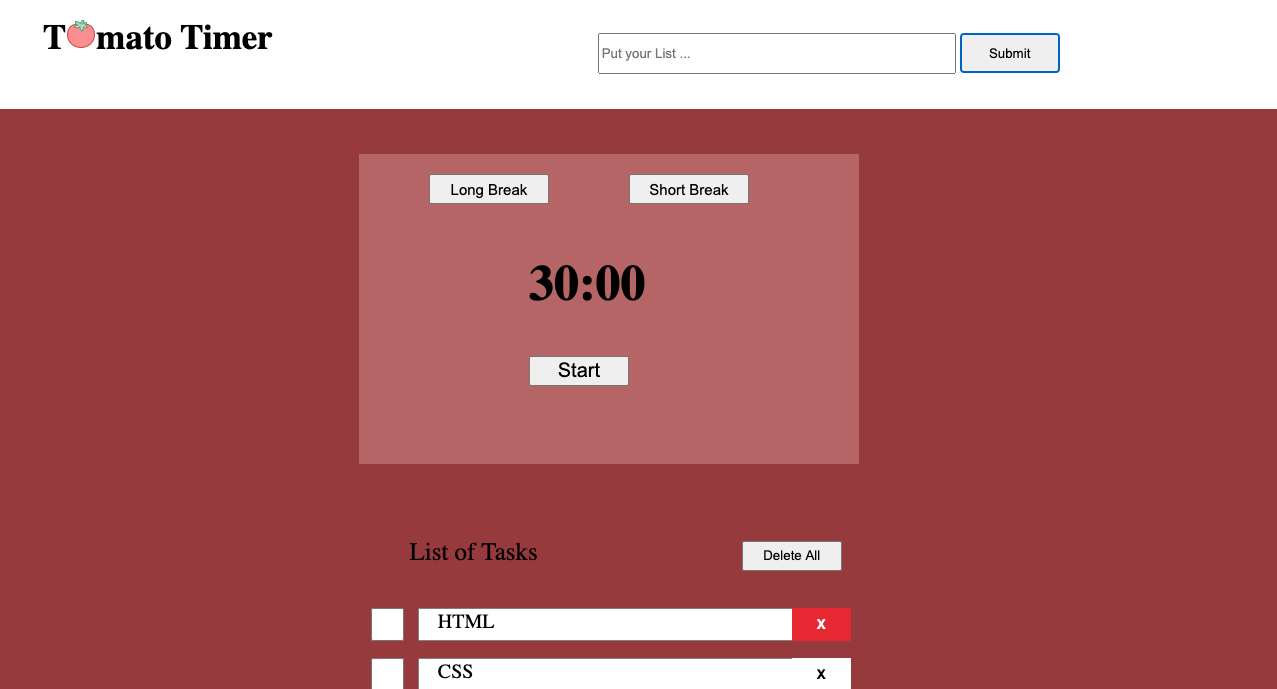 Tomato Timer
Put your List ...
Submit
Long Break
Short Break
30:00
Start
List of Tasks
Delete All
HTML
x
CSS
x